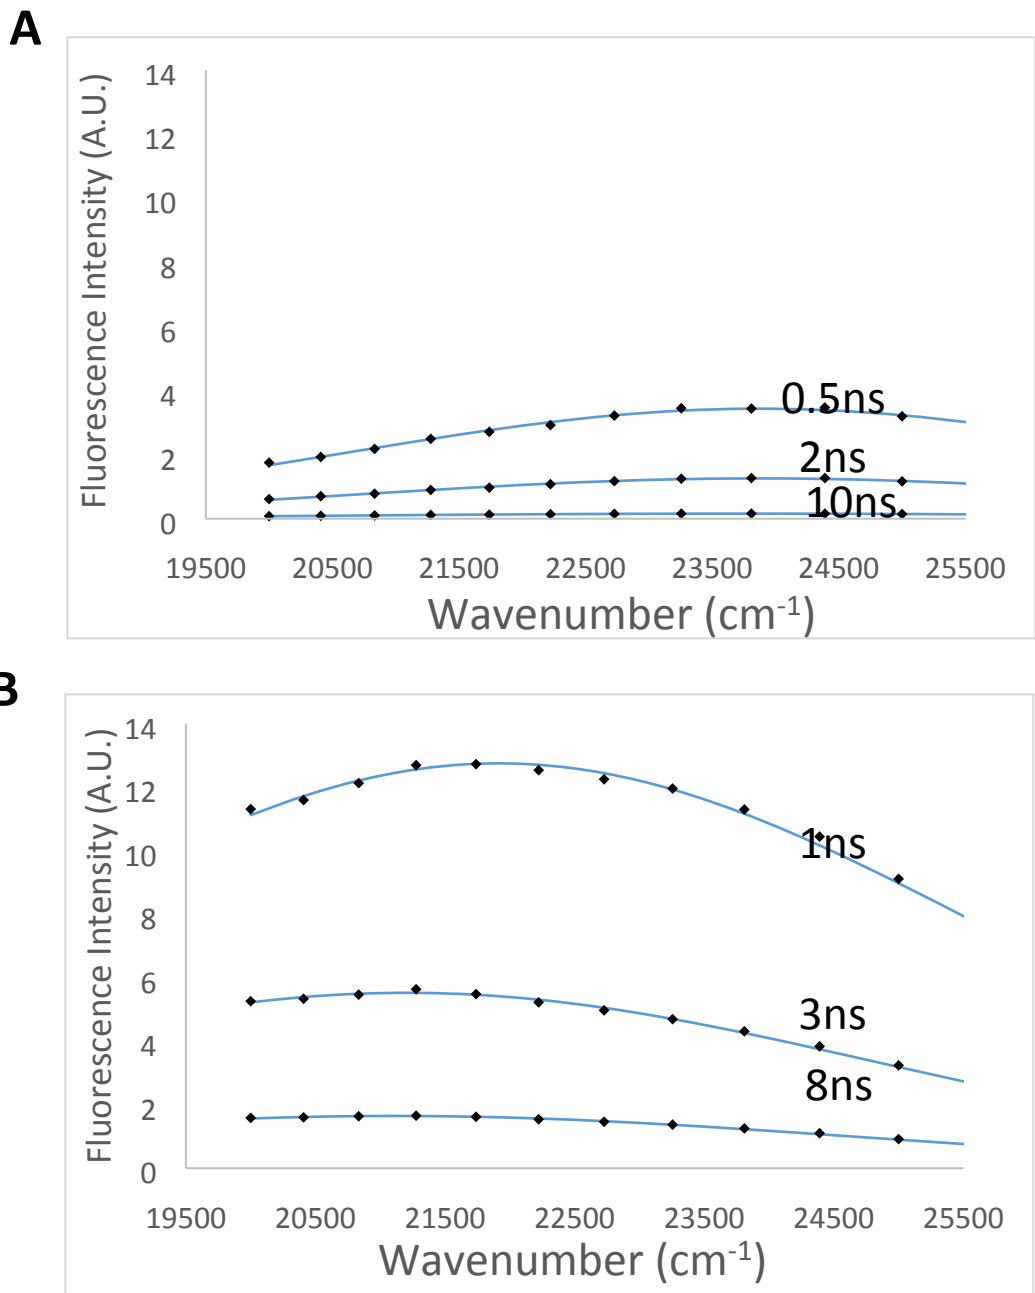 A
Fluorescence Intensity (A.U.)
14
12
10
8
6
4
2
0
0.5ns
2ns
10ns
19500 20500 21500 22500 23500 24500 25500
Wavenumber (cm-1)
B
Fluorescence Intensity (A.U.)
14
12
10
8
6
4
2
0
1ns
3ns
8ns
19500 20500 21500 22500 23500 24500 25500
Wavenumber (cm-1)